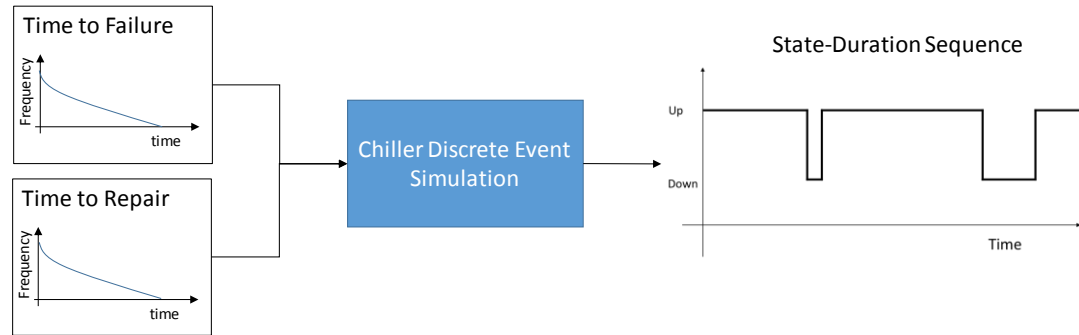 Time to Failure
Frequency
time
Time to Repair
Frequency
time
Chiller Discrete Event
Simulation
State-Duration Sequence
Up
Down
Time